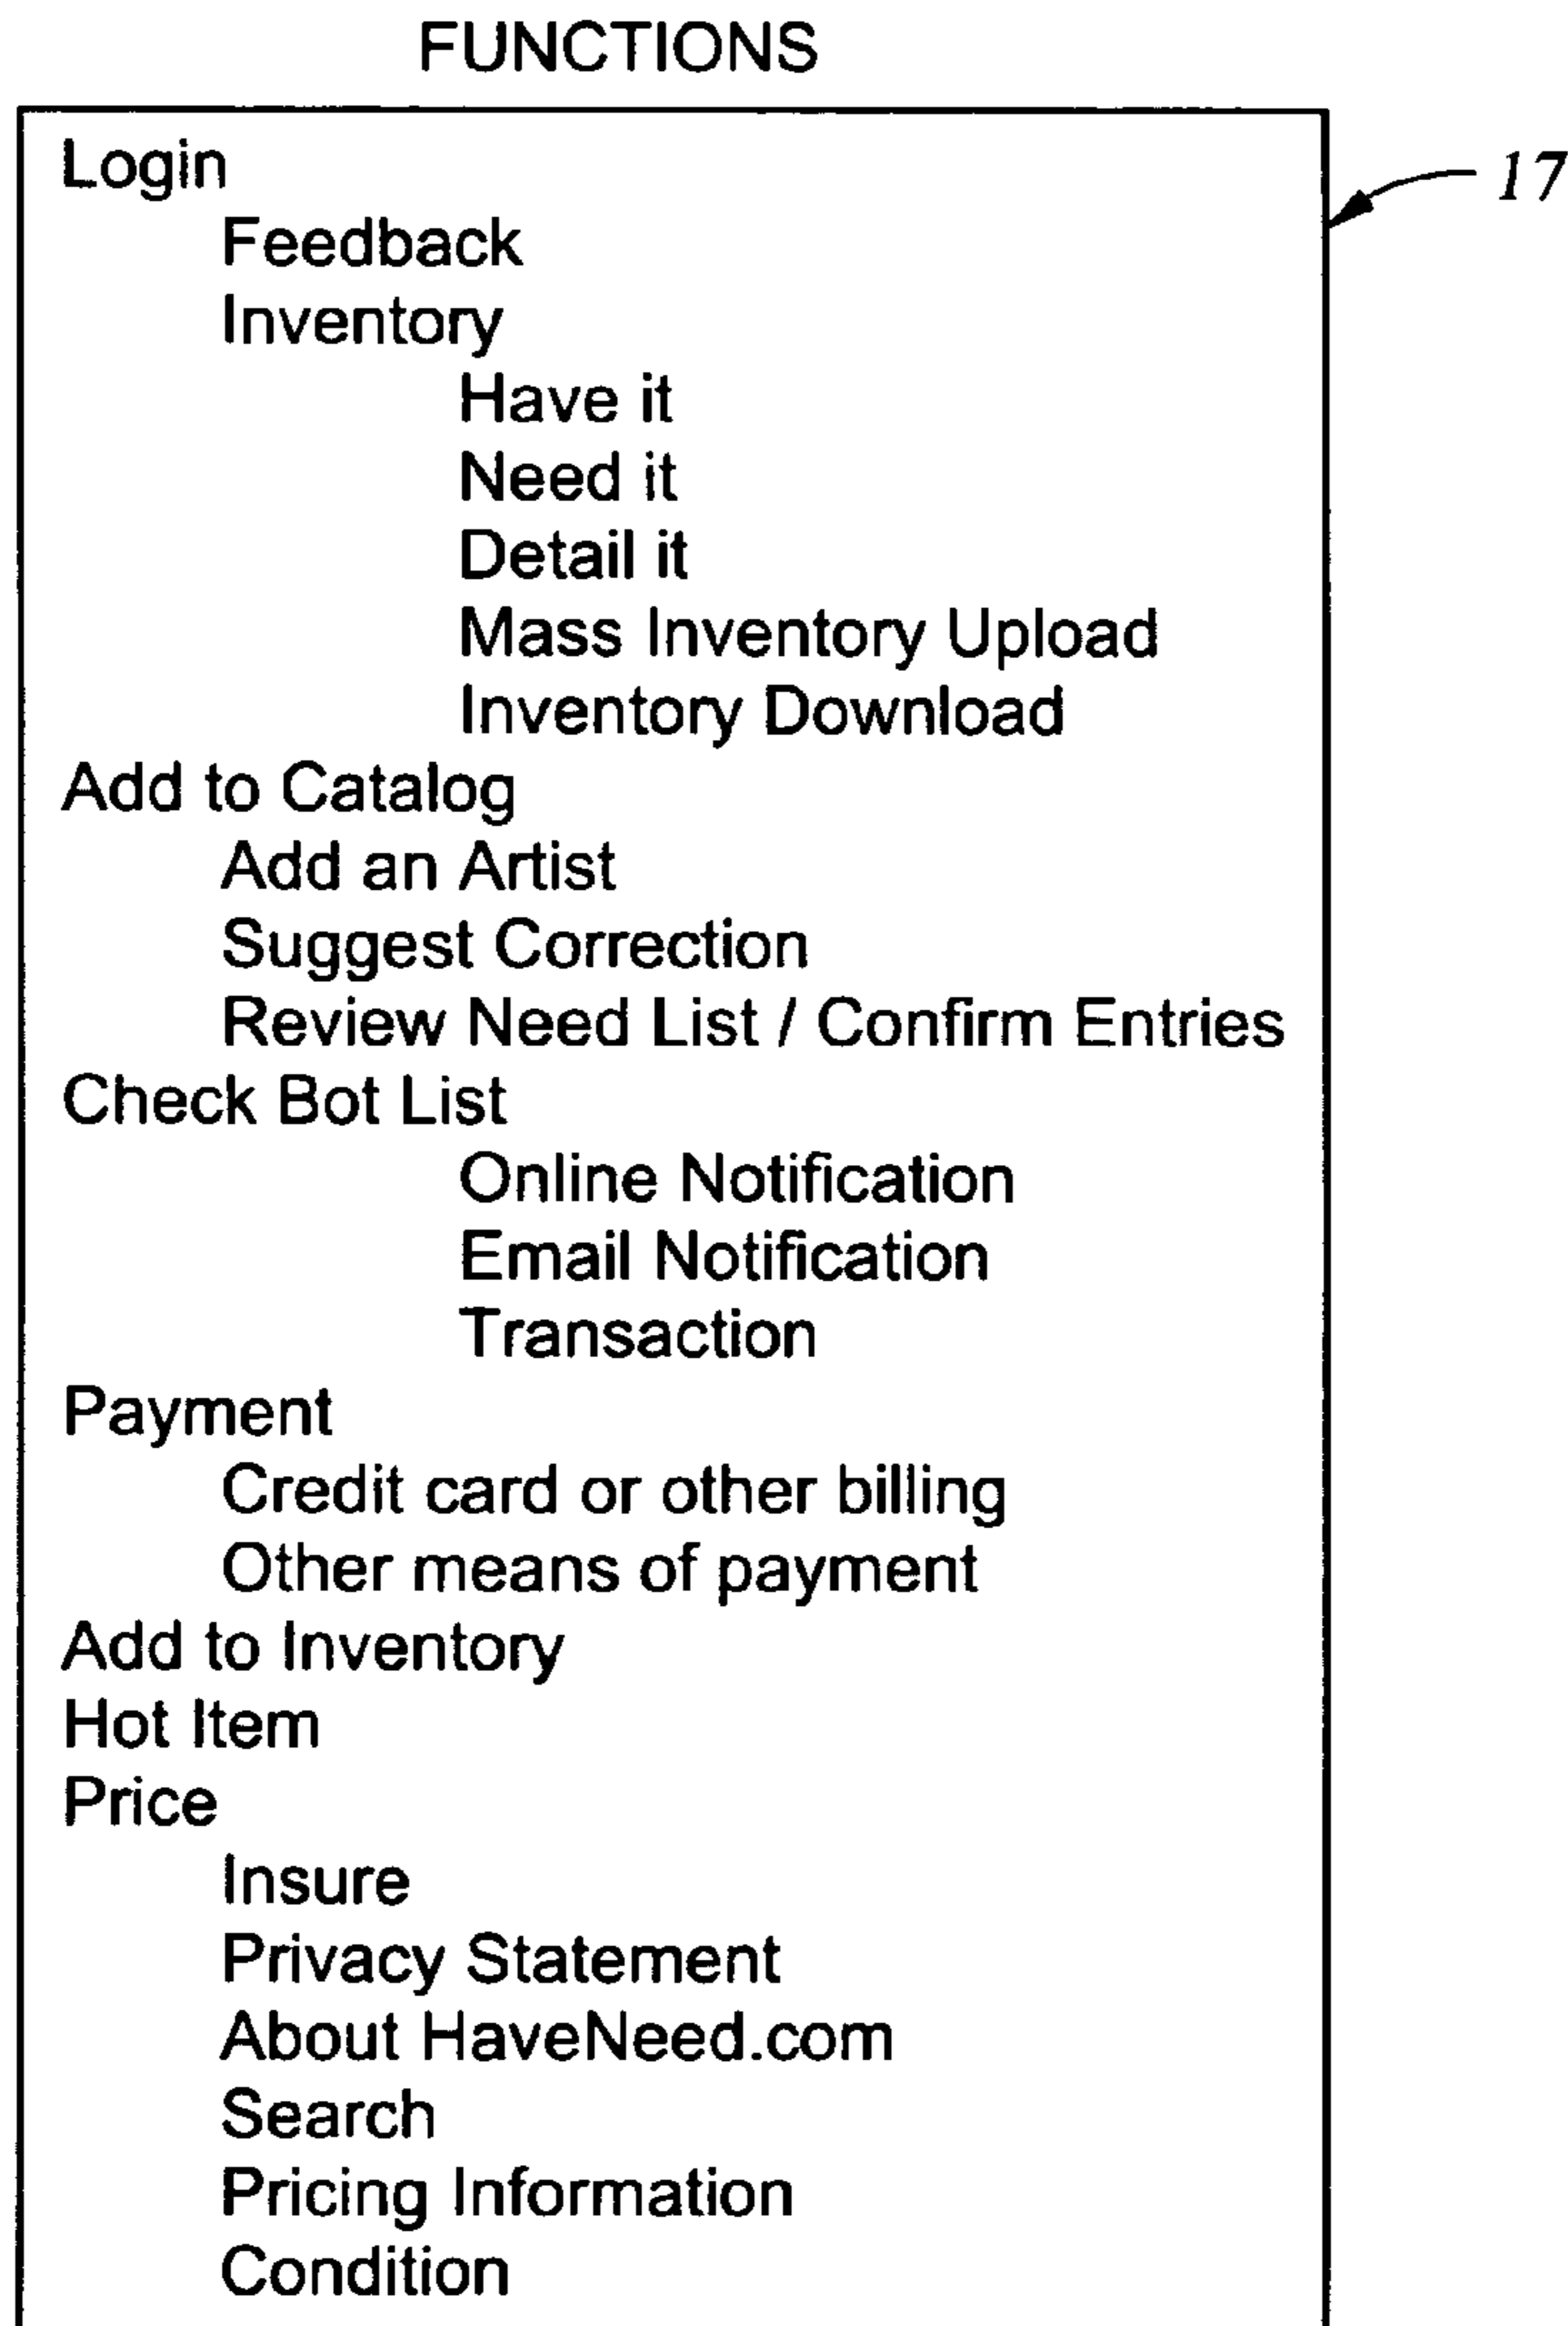 FUNCTIONS
17
Login
Feedback
Inventory
Have it
Need it
Detail it
Mass Inventory Upload
Inventory Download
Add to Catalog
Add an Artist
Suggest Correction
Review Need List / Confirm Entries
Check Bot List
Online Notification
Email Notification
Transaction
Payment
Credit card or other billing
Other means of payment
Add to Inventory
Hot Item
Price
Insure
Privacy Statement
About HaveNeed.com
Search
Pricing Information
Condition